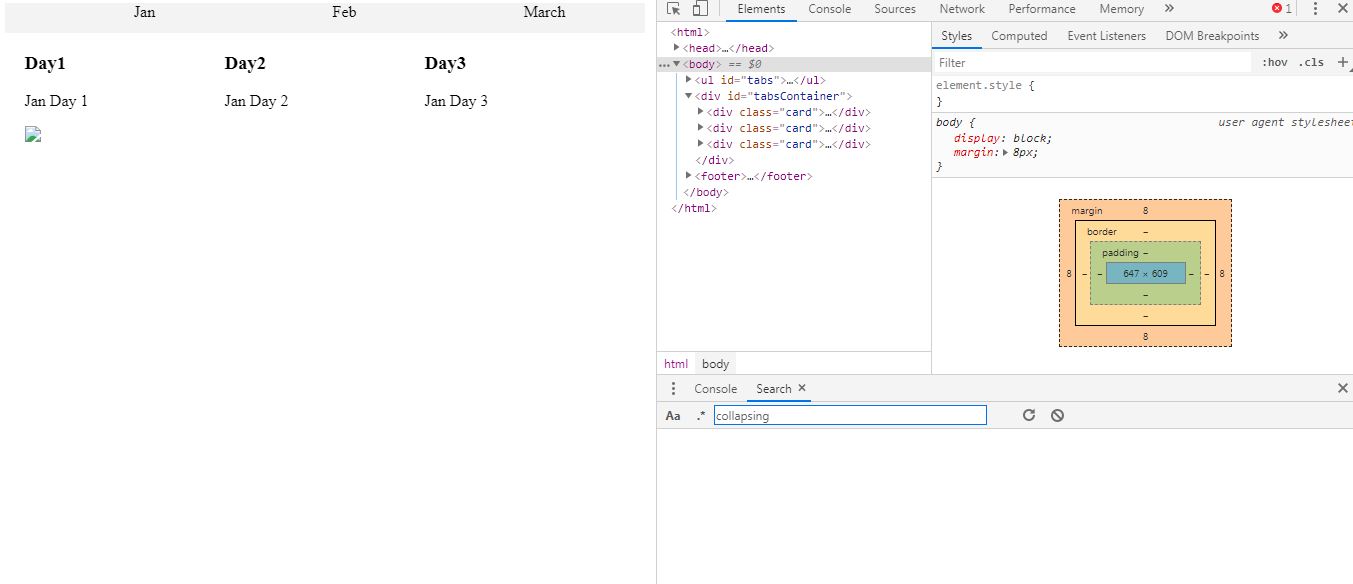 Jan Feb March
Day1 Day2 Day3
Jan Day 1 Jan Day 2 Jan Day 3
Elements Console Sources Network Performance Memory » 1
<html>
<head>…</head>
… <body> == $0
<ul id="tabs">…</ul>
<div id="tabsContainer">
<div class="card">…</div>
<div class="card">…</div>
<div class="card">…</div>
</div>
<footer>…</footer>
</body>
</html>
html body
Styles Computed Event Listeners DOM Breakpoints »
Filter :hov .cls +
element.style {
}
body { user agent stylesheet
display: block;
margin: 8px;
}
margin 8
border –
padding –
8 – – 647 × 609 – – 8
–
–
8
Console Search ×
Aa .* collapsing